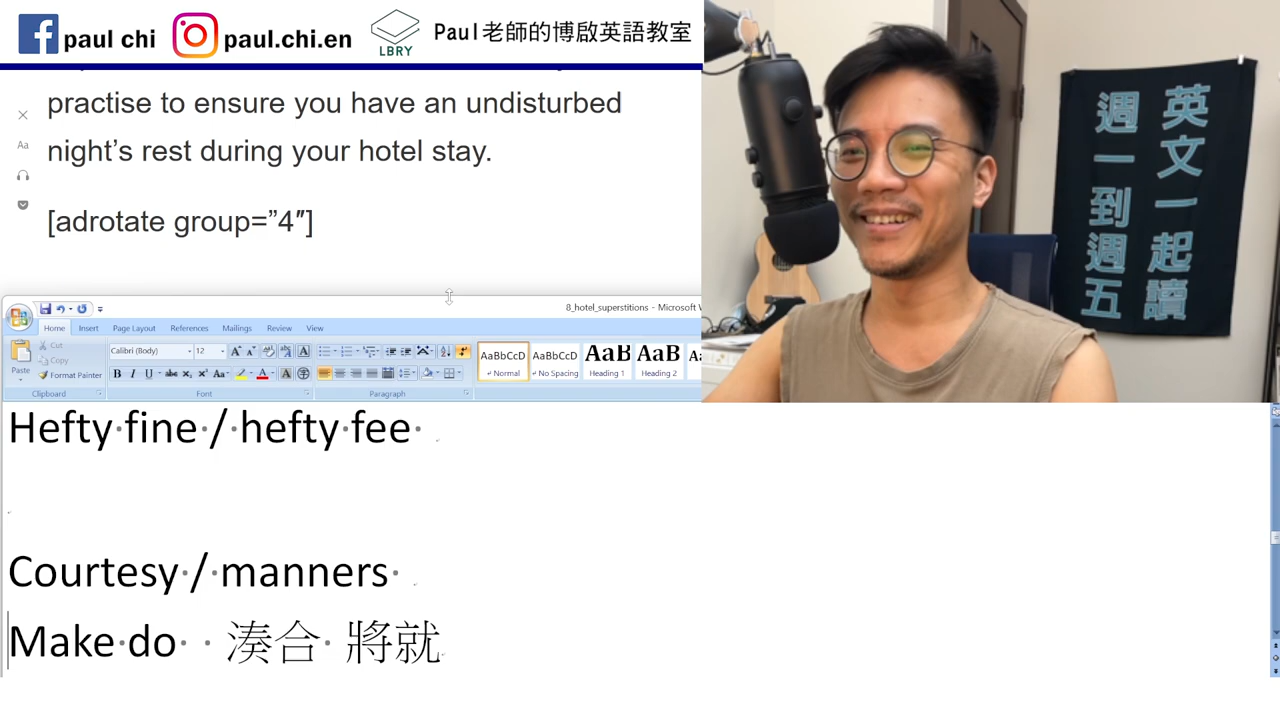 paul chi
paul.chi.en
LBRY
Paul老師的博啟英語教室
practise to ensure you have an undisturbed
night’s rest during your hotel stay.
[adrotate group=”4″]
Aa
8_hotel_superstitions - Microsoft W
Home Insert Page Layout References Mailings Review View
Paste
Cut
Copy
Format Painter
Clipboard
Calibri (Body) 12
Font
Paragraph
AaBbCcD AaBbCcD AaBb AaBb
Normal No Spacing Heading 1 Heading 2
Hefty fine / hefty fee
Courtesy / manners
Make do 湊合 將就
英文一起讀
週一到週五